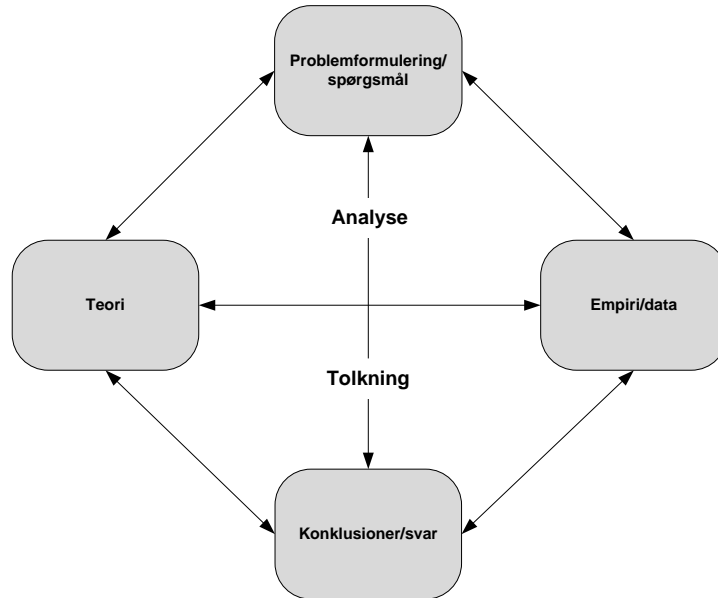 Problemformulering/
spørgsmål
Analyse
Teori
Empiri/data
Tolkning
Konklusioner/svar